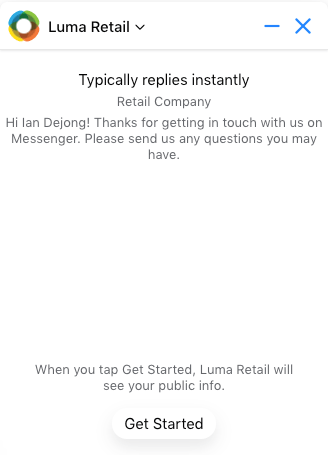 Luma Retail
Typically replies instantly
Retail Company
Hi Ian Dejong! Thanks for getting in touch with us on
Messenger. Please send us any questions you may
have.
When you tap Get Started, Luma Retail will
see your public info.
Get Started